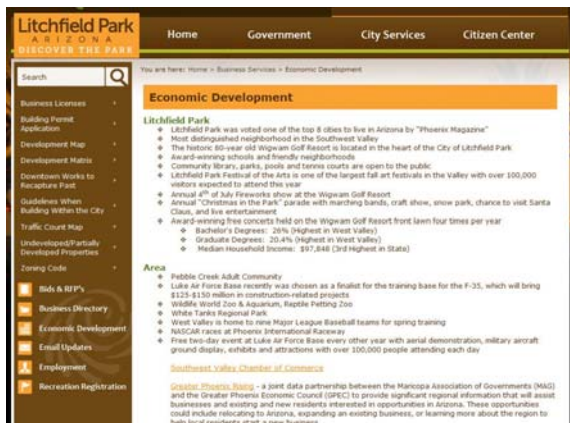 Litchfield Park
ARIZONA
DISCOVER THE PARK
Home
Government
City Services
Citizen Center
Search
Business Licenses
Building Permit
Application
Development Map
Development Matrix
Downtown Works to
Recapture Past
Guidelines When
Building Within the City
Traffic Count Map
Undeveloped/Partially
Developed Properties
Zoning Code
Bids & RFP's
Business Directory
Economic Development
Email Updates
Employment
Recreation Registration
You are here: Home > Business Services > Economic Development
Economic Development
Litchfield Park
Litchfield Park was voted one of the top 8 cities to live in Arizona by "Phoenix Magazine"
Most distinguished neighborhood in the Southwest Valley
The historic 80-year old Wigwam Golf Resort is located in the heart of the City of Litchfield Park
Award-winning schools and friendly neighborhoods
Community library, parks, pools and tennis courts are open to the public
Litchfield Park Festival of the Arts is one of the largest fall art festivals in the Valley with over 100,000
visitors expected to attend this year
Annual 4th of July Fireworks show at the Wigwam Golf Resort
Annual "Christmas in the Park" parade with marching bands, craft show, snow park, chance to visit Santa
Claus, and live entertainment
Award-winning free concerts held on the Wigwam Golf Resort front lawn four times per year
Bachelor's Degrees: 26% (Highest in West Valley)
Graduate Degrees: 20.4% (Highest in West Valley)
Median Household Income: $97,848 (3rd Highest in State)
Area
Pebble Creek Adult Community
Luke Air Force Base recently was chosen as a finalist for the training base for the F-35, which will bring
$125-$150 million in construction-related projects
Wildlife World Zoo & Aquarium, Reptile Petting Zoo
White Tanks Regional Park
West Valley is home to nine Major League Baseball teams for spring training
NASCAR races at Phoenix International Raceway
Free two-day event at Luke Air Force Base every other year with aerial demonstration, military aircraft
ground display, exhibits and attractions with over 100,000 people attending each day
Southwest Valley Chamber of Commerce
Greater Phoenix Rising - a joint data partnership between the Maricopa Association of Governments (MAG)
and the Greater Phoenix Economic Council (GPEC) to provide significant regional information that will assist
businesses and existing and new residents interested in opportunities in Arizona. These opportunities
could include relocating to Arizona, expanding an existing business, or learning more about the region to
help local residents start a new business.